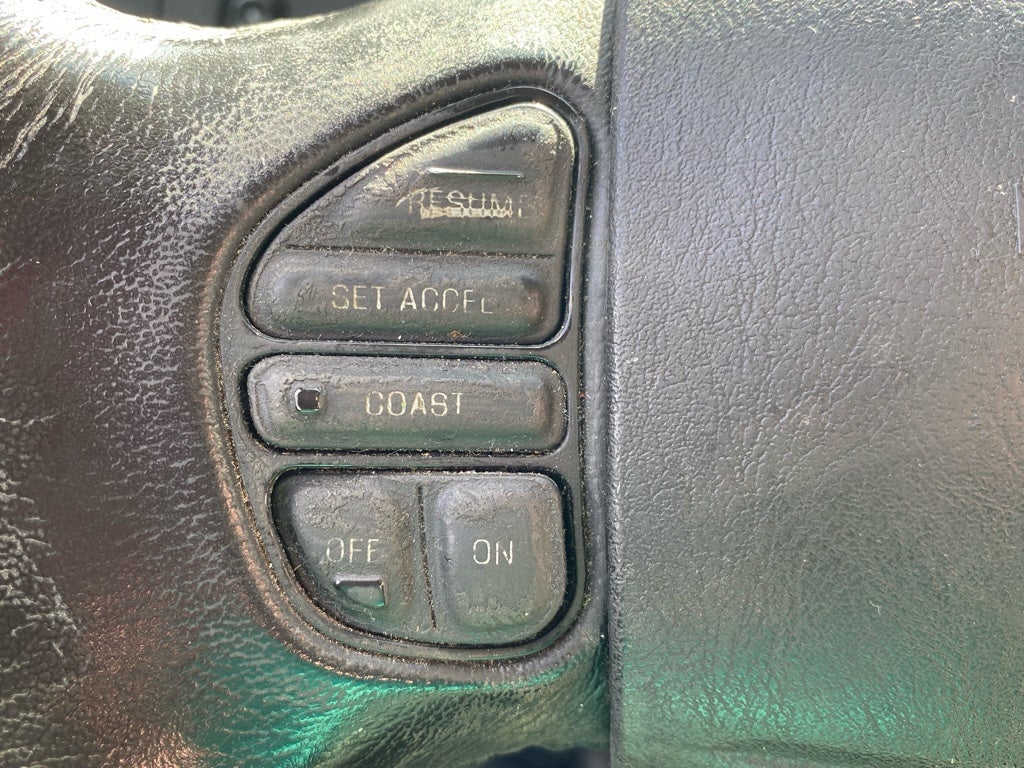 RESUME
SET ACCEL
COAST
OFF ON